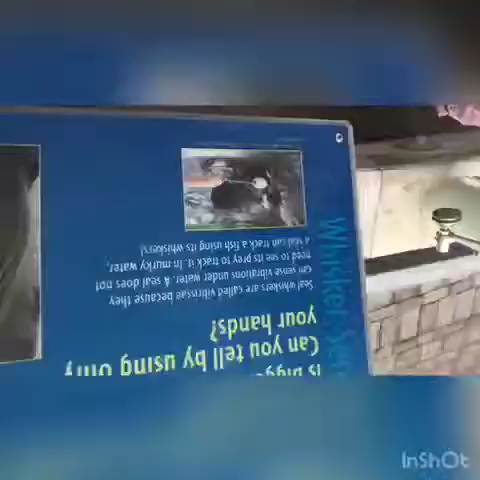 Whisker
is
Can you tell by using only
your hands?
Seal whiskers are called vibrissae because they
can sense vibrations under water. A seal does not
need to see its prey to track it. In murky water,
a seal can track a fish using its whiskers!
InShOt